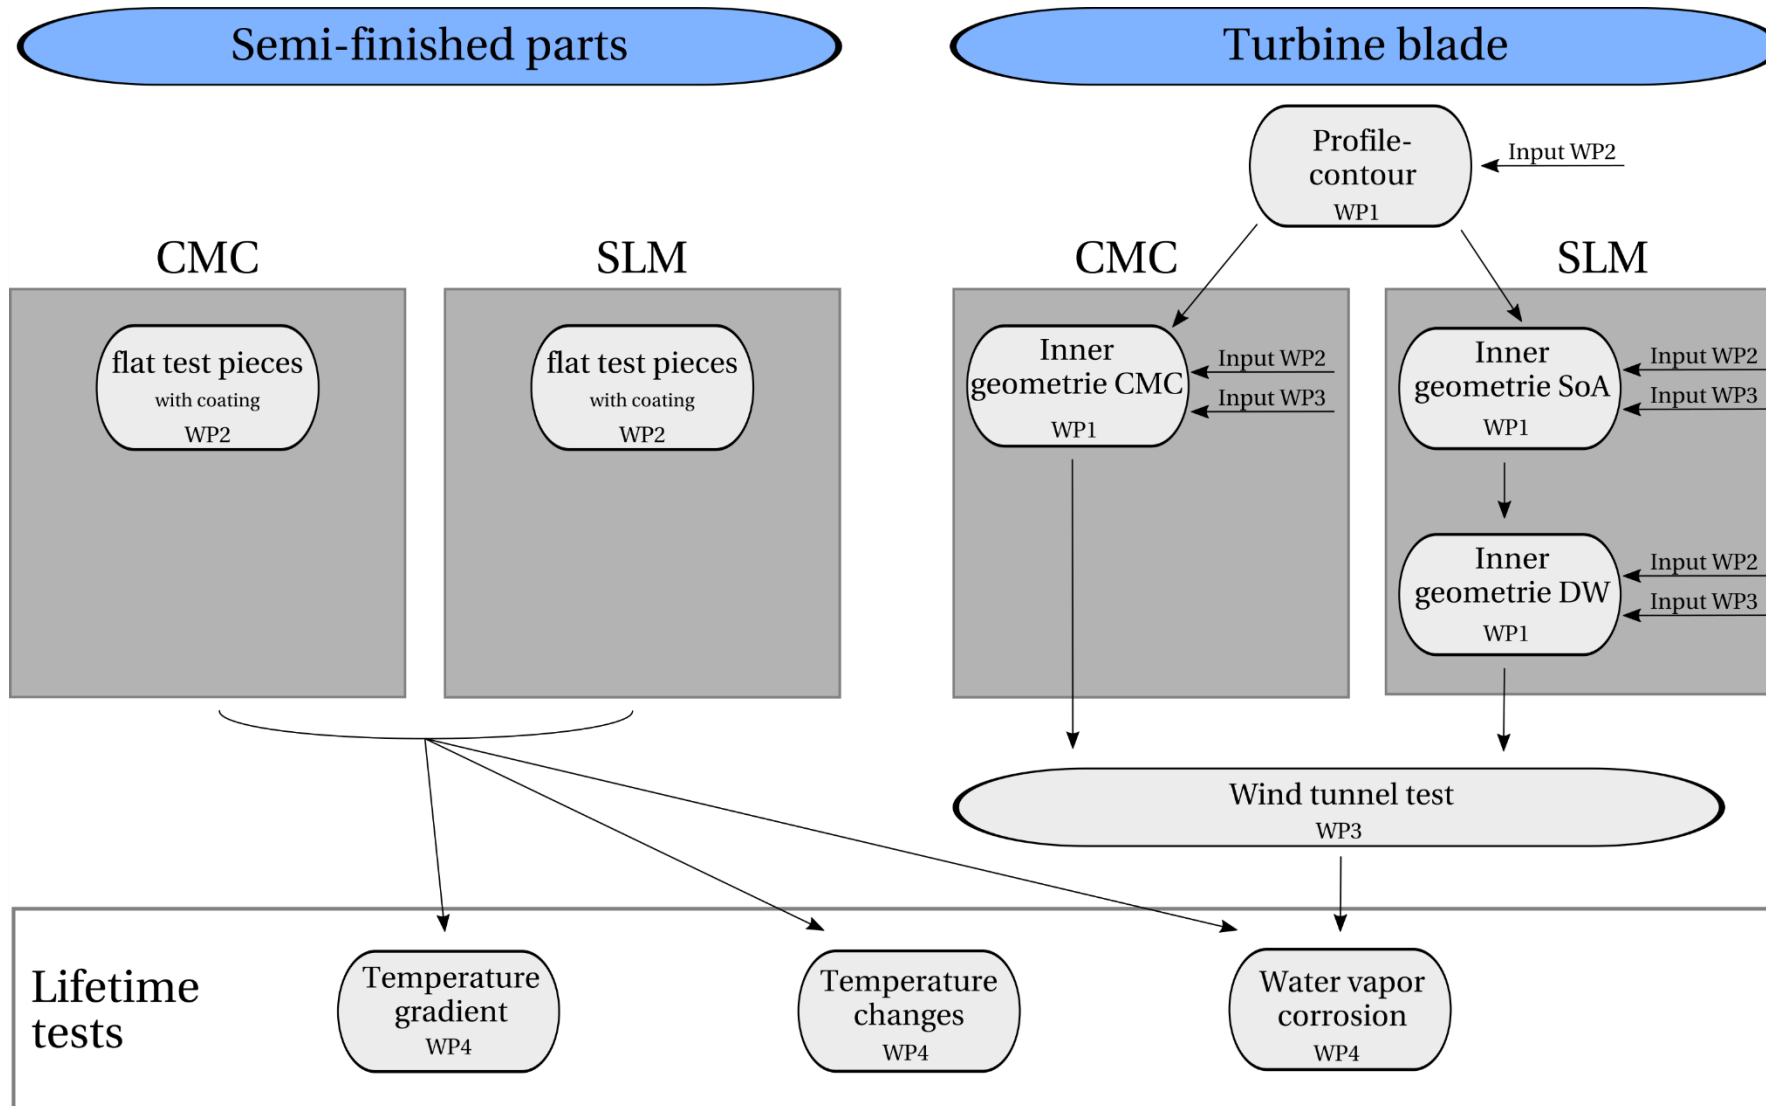 Semi-finished parts
Turbine blade
Profile-
contour
WP1
Input WP2
CMC
SLM
CMC
SLM
flat test pieces
with coating
WP2
flat test pieces
with coating
WP2
Inner
geometrie CMC
WP1
Input WP2
Input WP3
Inner
geometrie SoA
WP1
Input WP2
Input WP3
Inner
geometrie DW
WP1
Input WP2
Input WP3
Wind tunnel test
WP3
Lifetime
tests
Temperature
gradient
WP4
Temperature
changes
WP4
Water vapor
corrosion
WP4